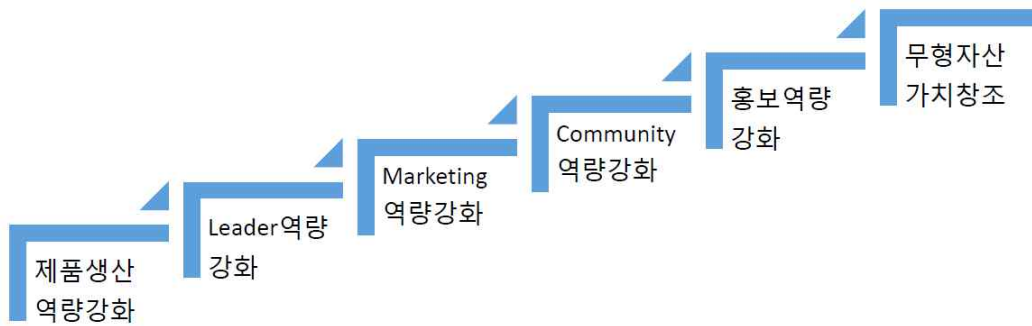 제품생산
역량강화
Leader역량
강화
Marketing
역량강화
Community
역량강화
홍보역량
강화
무형자산
가치창조